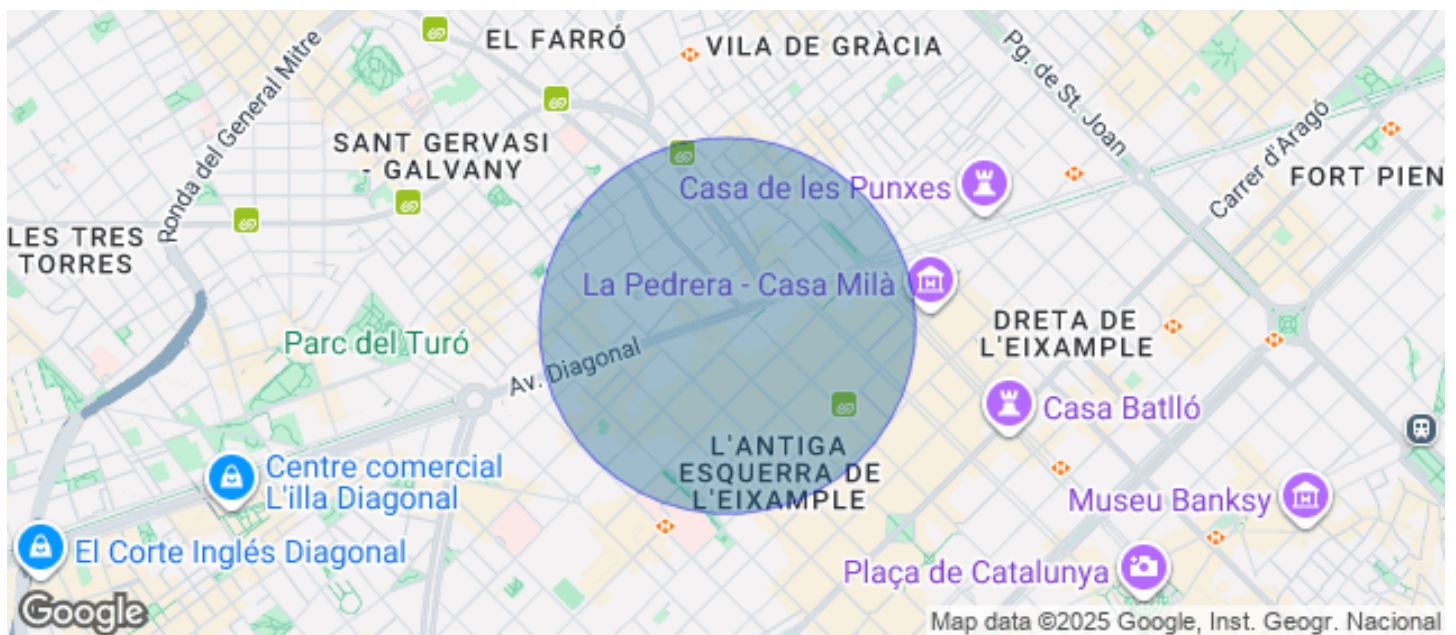 EL FARRÓ
VILA DE GRÀCIA
Pg. de St. Joan
Ronda del General Mitre
SANT GERVASI
- GALVANY
Carrer d'Aragó
Casa de les Punxes
FORT PIEN
LES TRES
TORRES
La Pedrera - Casa Milà
DRETA DE
L'EIXAMPLE
Parc del Turó
Av. Diagonal
Casa Batlló
L'ANTIGA
ESQUERRA DE
L'EIXAMPLE
Centre comercial
L'illa Diagonal
Museu Banksy
El Corte Inglés Diagonal
Plaça de Catalunya
Google
Map data ©2025 Google, Inst. Geogr. Nacional